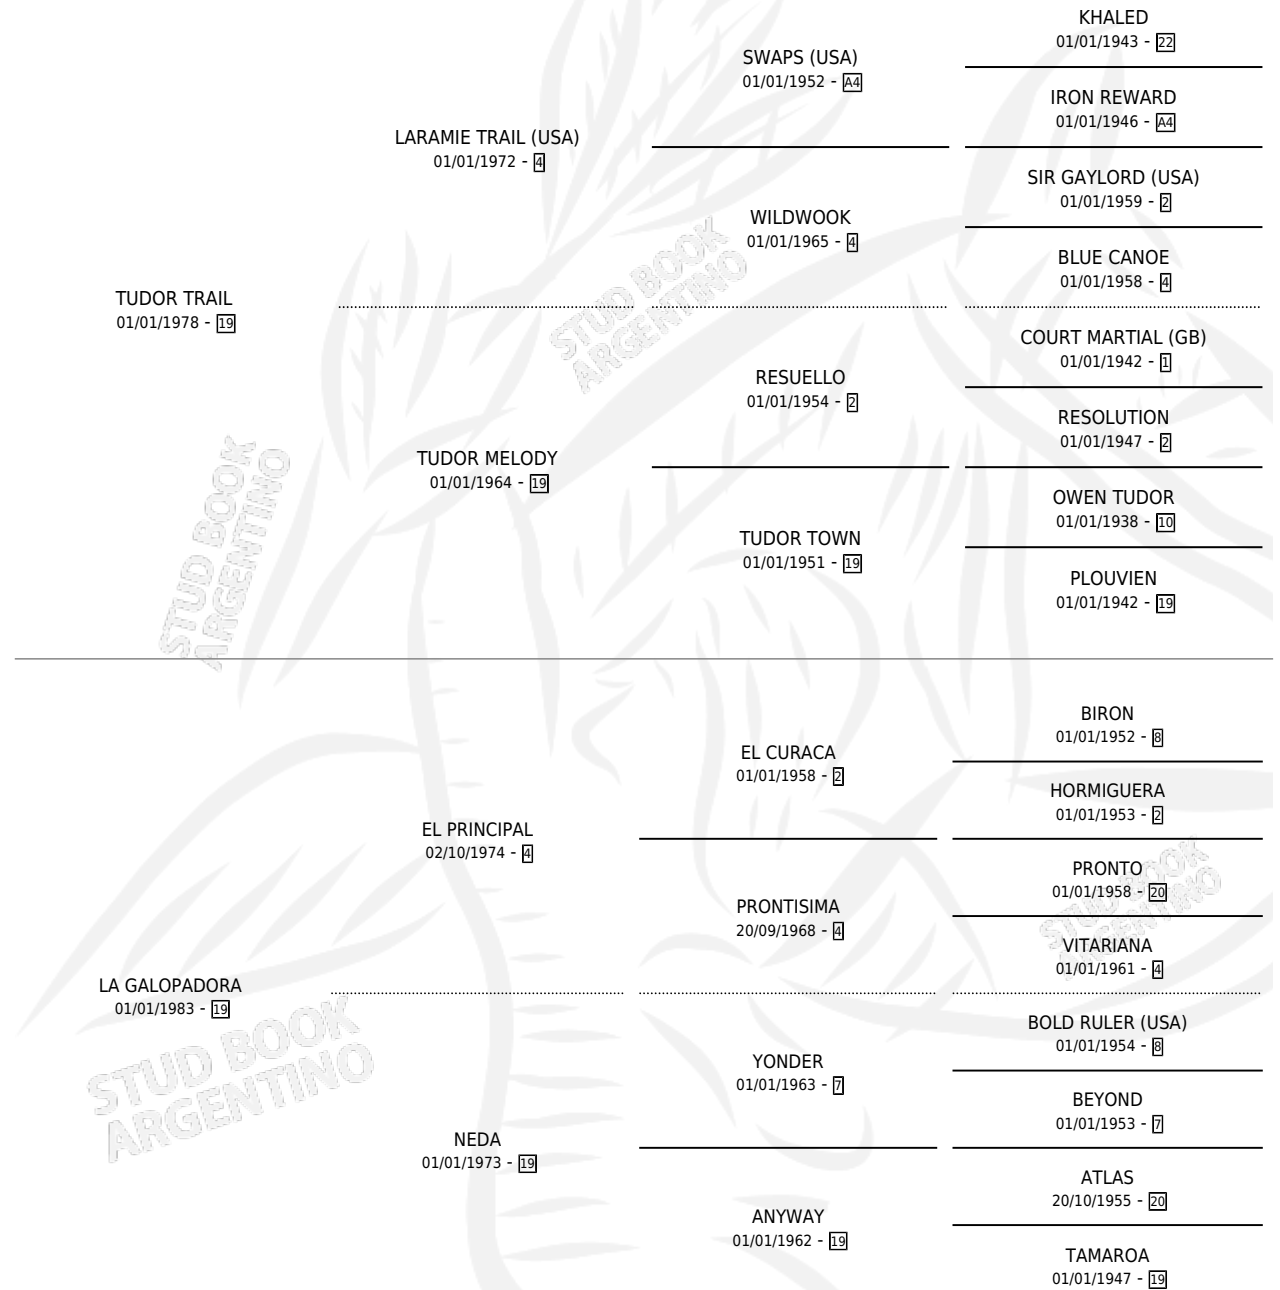 KHALED
01/01/1943 - 22
SWAPS (USA)
01/01/1952 - A4
IRON REWARD
01/01/1946 - A4
LARAMIE TRAIL (USA)
01/01/1972 - 4
SIR GAYLORD (USA)
01/01/1959 - 2
WILDWOOK
01/01/1965 - 4
BLUE CANOE
01/01/1958 - 4
TUDOR TRAIL
01/01/1978 - 19
STUD BOOK
ARGENTINO
COURT MARTIAL (GB)
01/01/1942 - 1
RESUELLO
01/01/1954 - 2
RESOLUTION
01/01/1947 - 2
TUDOR MELODY
01/01/1964 - 19
OWEN TUDOR
01/01/1938 - 10
TUDOR TOWN
01/01/1951 - 19
PLOUVIEN
01/01/1942 - 19
STUD BOOK
ARGENTINO
BIRON
01/01/1952 - 8
EL CURACA
01/01/1958 - 2
HORMIGUERA
01/01/1953 - 2
EL PRINCIPAL
02/10/1974 - 4
PRONTO
01/01/1958 - 20
PRONTISIMA
20/09/1968 - 4
STUD BOOK
ARGENTINO
VITARIANA
01/01/1961 - 4
LA GALOPADORA
01/01/1983 - 19
BOLD RULER (USA)
01/01/1954 - 8
YONDER
01/01/1963 - 7
STUD BOOK
ARGENTINO
BEYOND
01/01/1953 - 7
NEDA
01/01/1973 - 19
ATLAS
20/10/1955 - 20
ANYWAY
01/01/1962 - 19
TAMAROA
01/01/1947 - 19